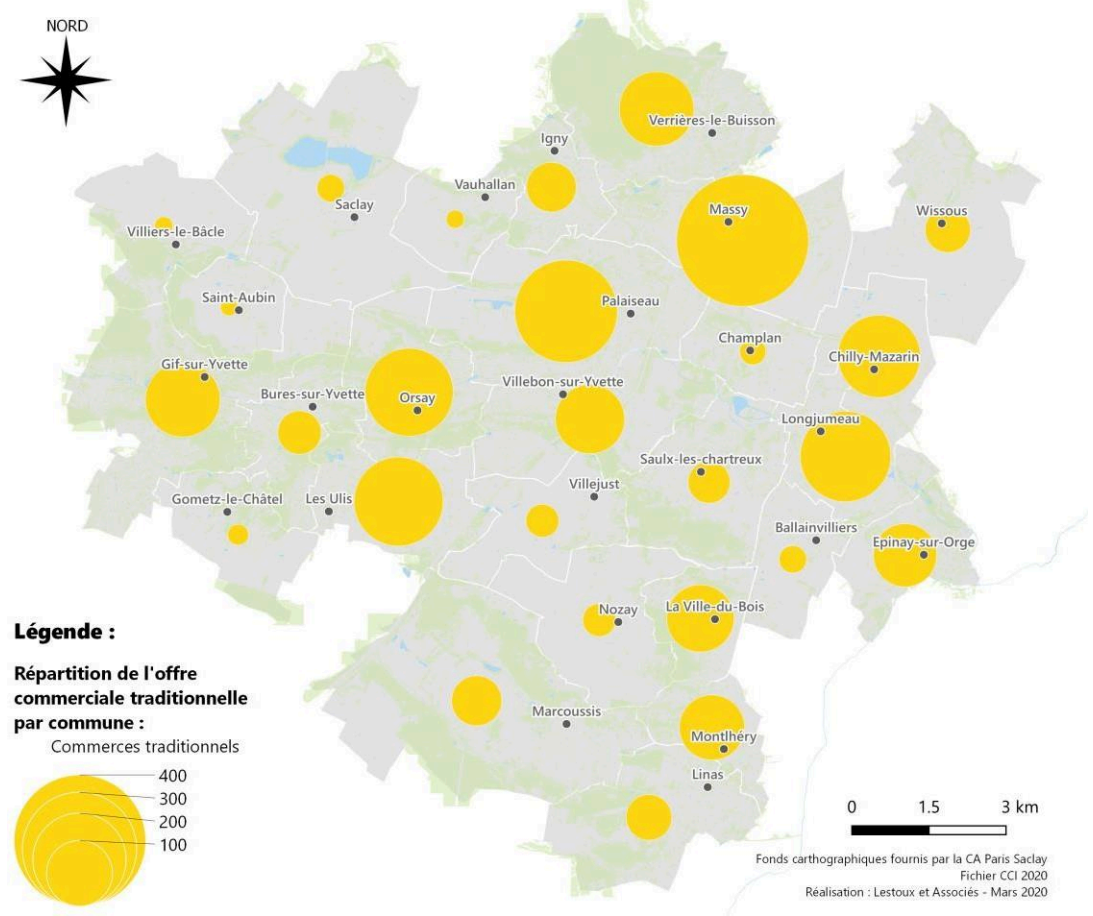 NORD
Verrières-le-Buisson
Igny
Vauhallan
Saclay
Massy
Wissous
Villiers-le-Bâcle
Saint-Aubin
Palaiseau
Champlan
Chilly-Mazarin
Gif-sur-Yvette
Bures-sur-Yvette
Orsay
Villebon-sur-Yvette
Longjumeau
Saulx-les-chartreux
Villejust
Gometz-le-Châtel
Les Ulis
Ballainvilliers
Epinay-sur-Orge
Nozay
La Ville-du-Bois
Marcoussis
Montlhéry
Linas
Légende :
Répartition de l'offre
commerciale traditionnelle
par commune :
Commerces traditionnels
400
300
200
100
0 1.5 3 km
Fonds cartographiques fournis par la CA Paris Saclay
Fichier CCI 2020
Réalisation : Lestoux et Associés - Mars 2020